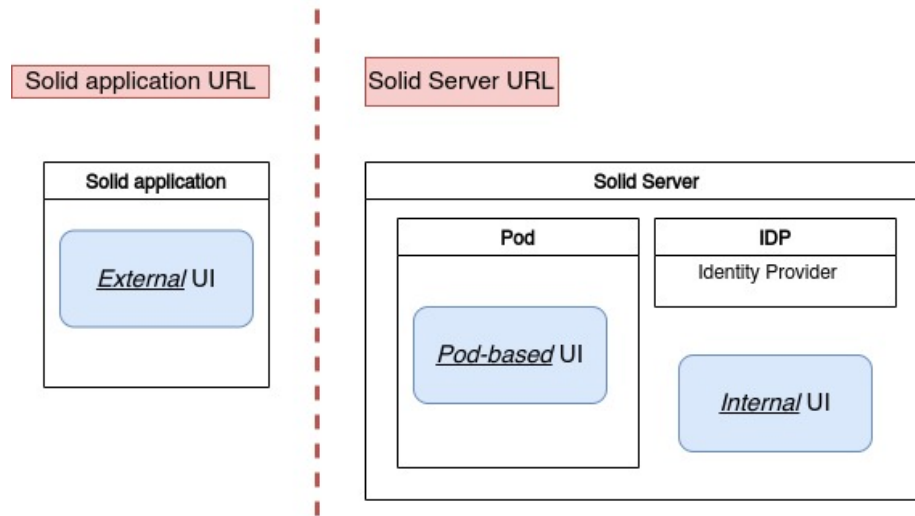 Solid application URL
Solid Server URL
Solid application
External UI
Solid Server
Pod
Pod-based UI
IDP
Identity Provider
Internal UI